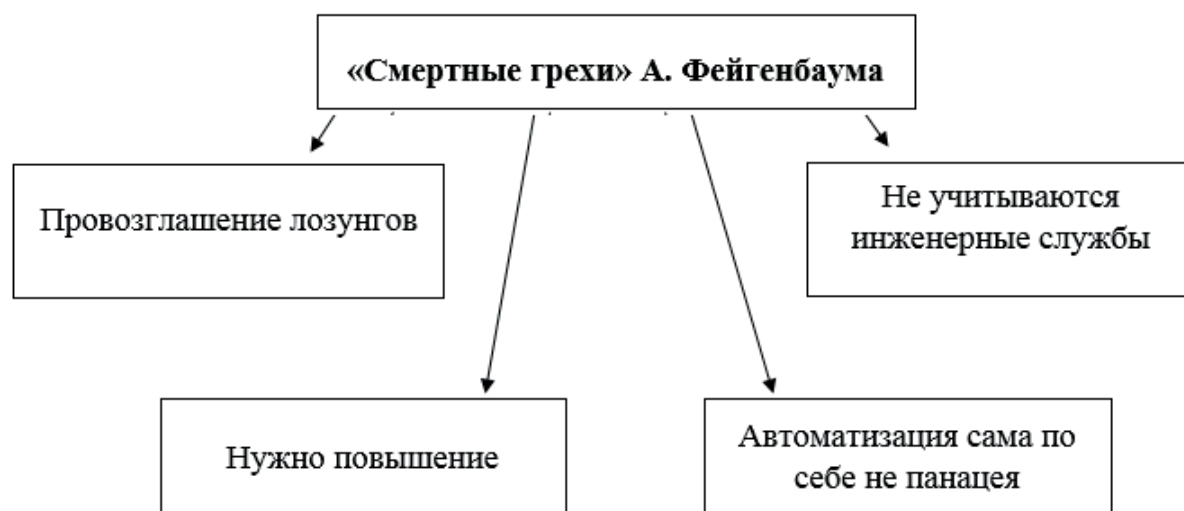 «Смертные грехи» А. Фейгенбаума
Провозглашение лозунгов
Не учитываются
инженерные службы
Нужно повышение
Автоматизация сама по
себе не панацея